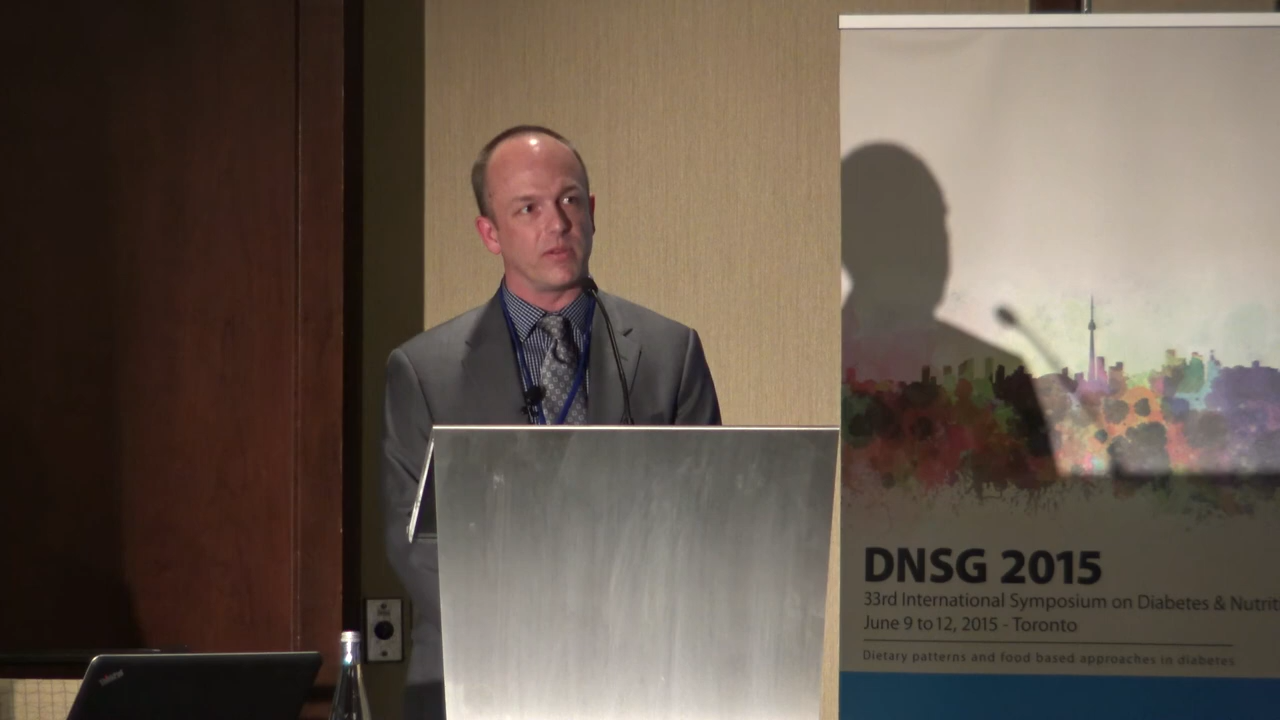 DNSG 2015
33rd International Symposium on Diabetes & Nutrit
June 9 to 12, 2015 - Toronto
Dietary patterns and food based approaches in diabetes
ThinkPad